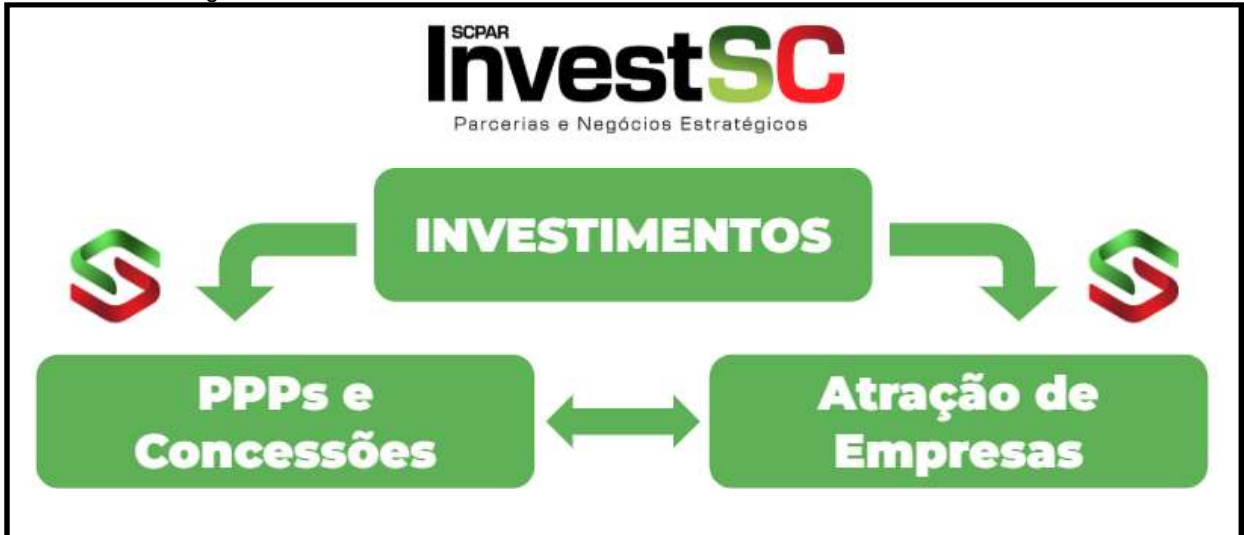 SCPAR
InvestSC
Parcerias e Negócios Estratégicos
INVESTIMENTOS
PPPs e
Concessões
Atração de
Empresas